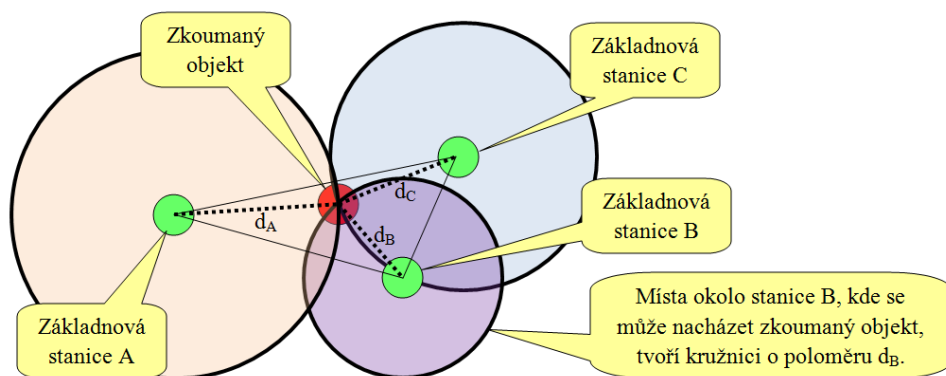 Zkoumaný
objekt
Základnová
stanice C
d_C
d_A
d_B
Základnová
stanice B
Základnová
stanice A
Místa okolo stanice B, kde se
může nacházet zkoumaný objekt,
tvoří kružnici o poloměru d_B.